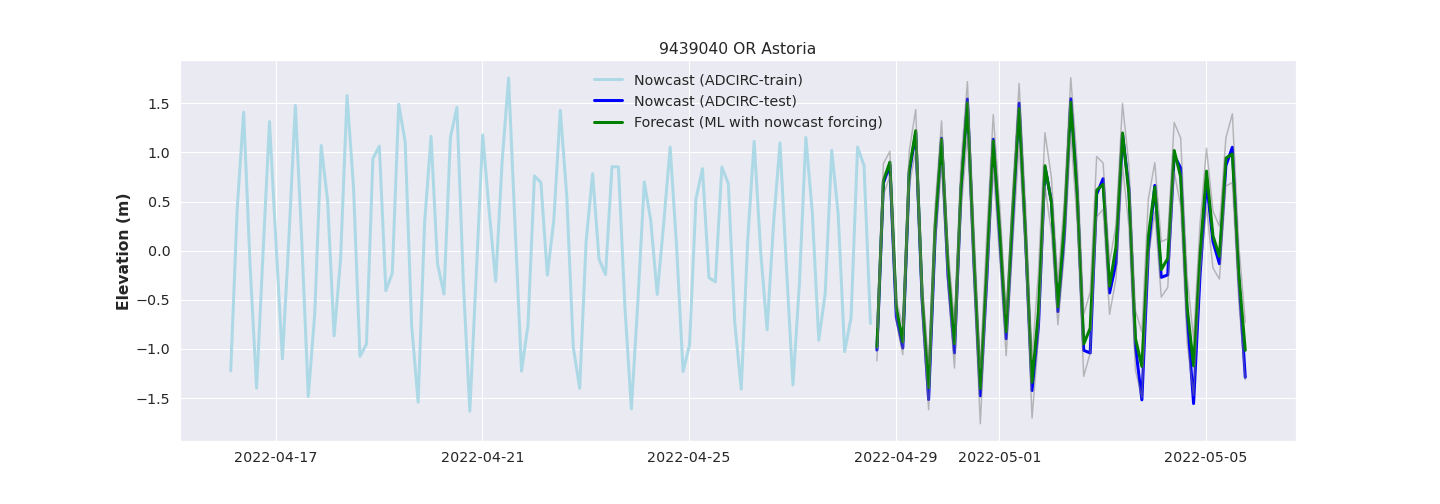 9439040 OR Astoria
Nowcast (ADCIRC-train)
Nowcast (ADCIRC-test)
Forecast (ML with nowcast forcing)
Elevation (m)
1.5
1.0
0.5
0.0
−0.5
−1.0
−1.5
2022-04-17
2022-04-21
2022-04-25
2022-04-29
2022-05-01
2022-05-05